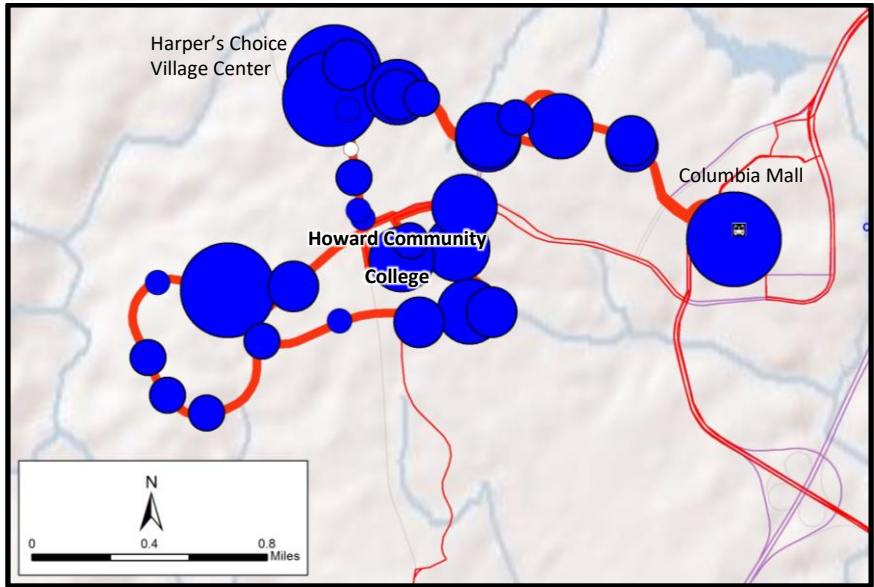 Harper’s Choice
Village Center
Columbia Mall
Howard Community
College
N
0 0.4 0.8
Miles